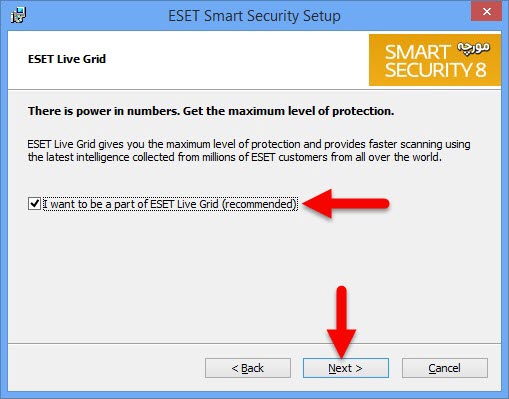 ESET Smart Security Setup
ESET Live Grid
SMART مورچه
SECURITY 8
There is power in numbers. Get the maximum level of protection.
ESET Live Grid gives you the maximum level of protection and provides faster scanning using
the latest intelligence collected from millions of ESET customers from all over the world.
I want to be a part of ESET Live Grid (recommended)
< Back
Next >
Cancel